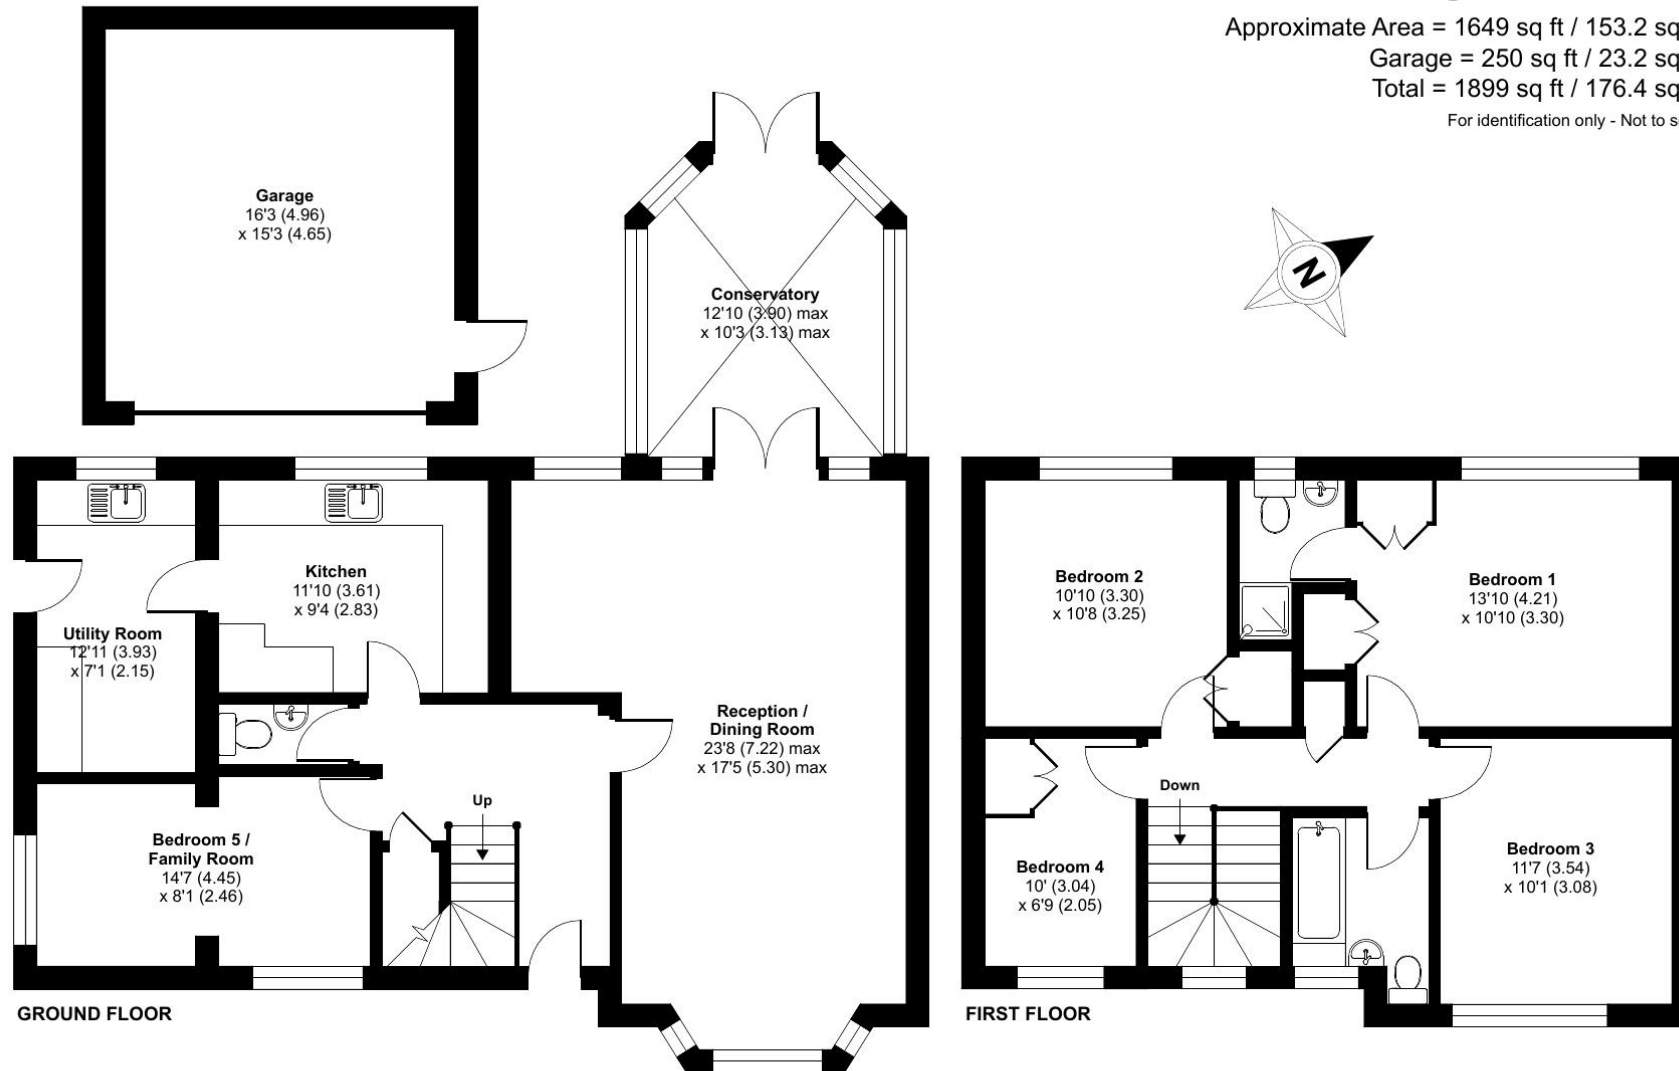 Approximate Area = 1649 sq ft / 153.2 sq
Garage = 250 sq ft / 23.2 sq
Total = 1899 sq ft / 176.4 sq
For identification only - Not to s
Garage
16'3 (4.96)
x 15'3 (4.65)
Conservatory
12'10 (3.90) max
x 10'3 (3.13) max
N
Kitchen
11'10 (3.61)
x 9'4 (2.83)
Utility Room
12'11 (3.93)
x 7'1 (2.15)
Reception /
Dining Room
23'8 (7.22) max
x 17'5 (5.30) max
Up
Bedroom 5 /
Family Room
14'7 (4.45)
x 8'1 (2.46)
GROUND FLOOR
Bedroom 2
10'10 (3.30)
x 10'8 (3.25)
Bedroom 1
13'10 (4.21)
x 10'10 (3.30)
Down
Bedroom 4
10' (3.04)
x 6'9 (2.05)
Bedroom 3
11'7 (3.54)
x 10'1 (3.08)
FIRST FLOOR